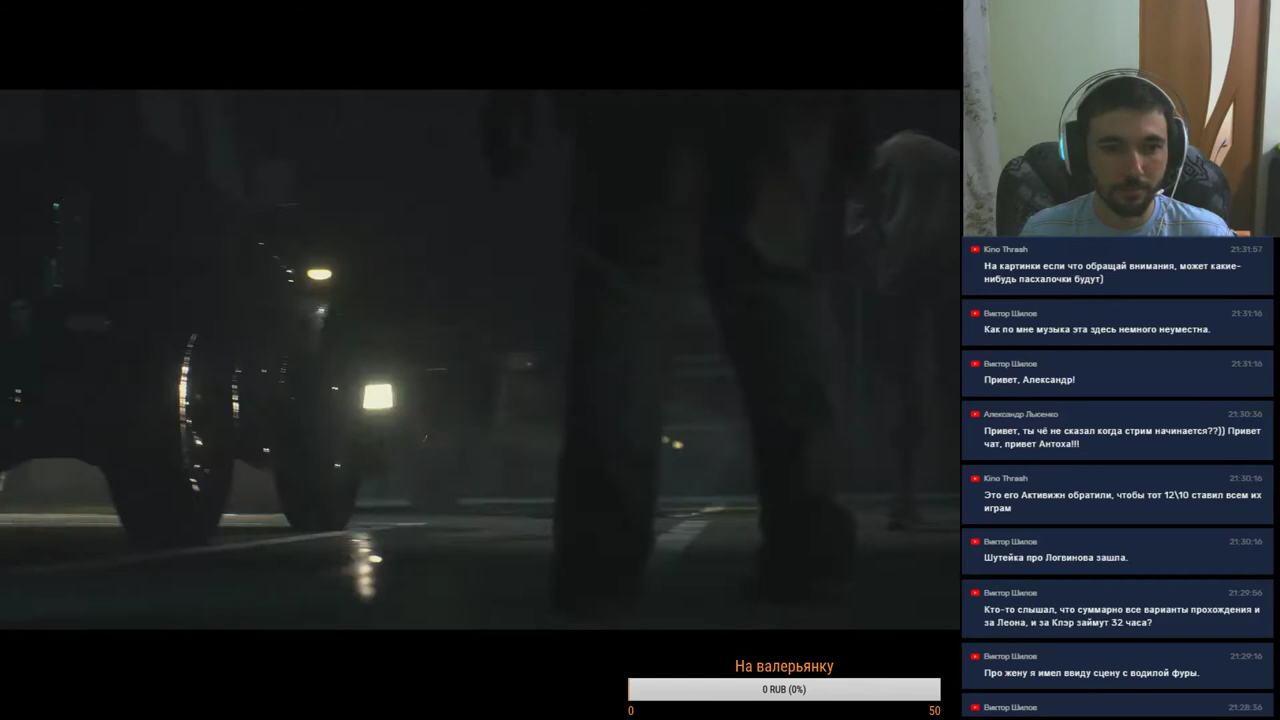 Kino Thrash 21:31:57
На картинки если что обращай внимания, может какие-
нибудь пасхалочки будут)
Виктор Шилов 21:31:16
Как по мне музыка эта здесь немного неуместна.
Виктор Шилов 21:31:16
Привет, Александр!
Александр Лысенко 21:30:36
Привет, ты чё не сказал когда стрим начинается??)) Привет
чат, привет Антоха!!!
Kino Thrash 21:30:16
Это его Активижн обратили, чтобы тот 12\10 ставил всем их
играм
Виктор Шилов 21:30:16
Шутейка про Логвинова зашла.
Виктор Шилов 21:29:56
Кто-то слышал, что суммарно все варианты прохождения и
за Леона, и за Клэр займут 32 часа?
Виктор Шилов 21:29:16
Про жену я имел ввиду сцену с водилой фуры.
Виктор Шилов 21:28:36
На валерьянку
0 RUB (0%)
0 50